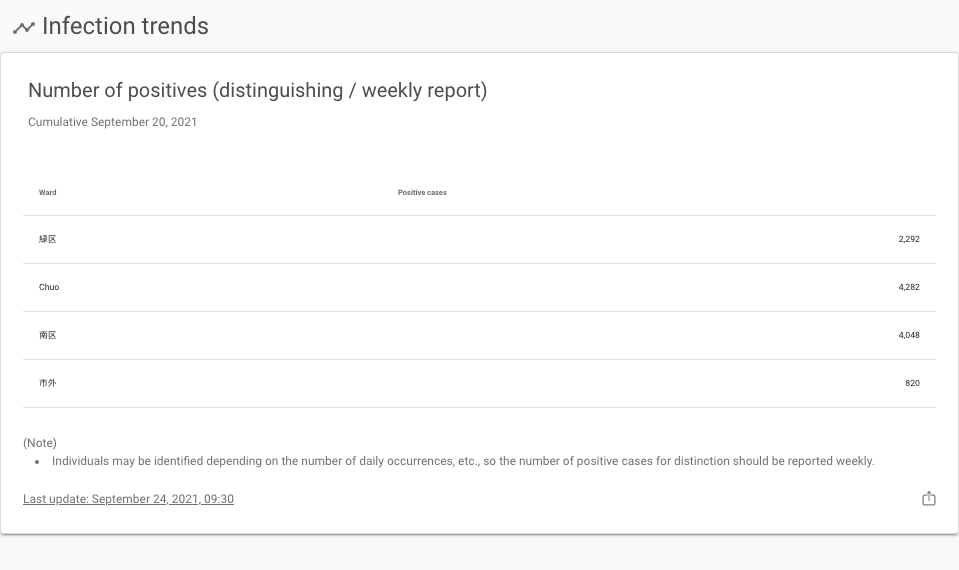 Infection trends
Number of positives (distinguishing / weekly report)
Cumulative September 20, 2021
Ward Positive cases
緑区 2,292
Chuo 4,282
南区 4,048
市外 820
(Note)
• Individuals may be identified depending on the number of daily occurrences, etc., so the number of positive cases for distinction should be reported weekly.
Last update: September 24, 2021, 09:30